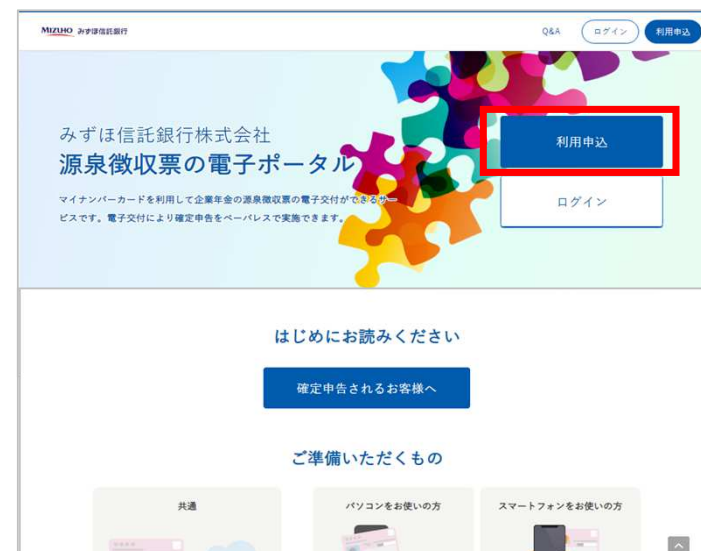 MIZUHO みずほ信託銀行
Q&A
ログイン
利用申込
みずほ信託銀行株式会社
源泉徴収票の電子ポータル
利用申込
マイナンバーカードを利用して企業年金の源泉徴収票の電子交付ができるサー
ビスです。電子交付により確定申告をペーパレスで実施できます。
ログイン
はじめにお読みください
確定申告されるお客様へ
ご準備いただくもの
共通
パソコンをお使いの方
スマートフォンをお使いの方